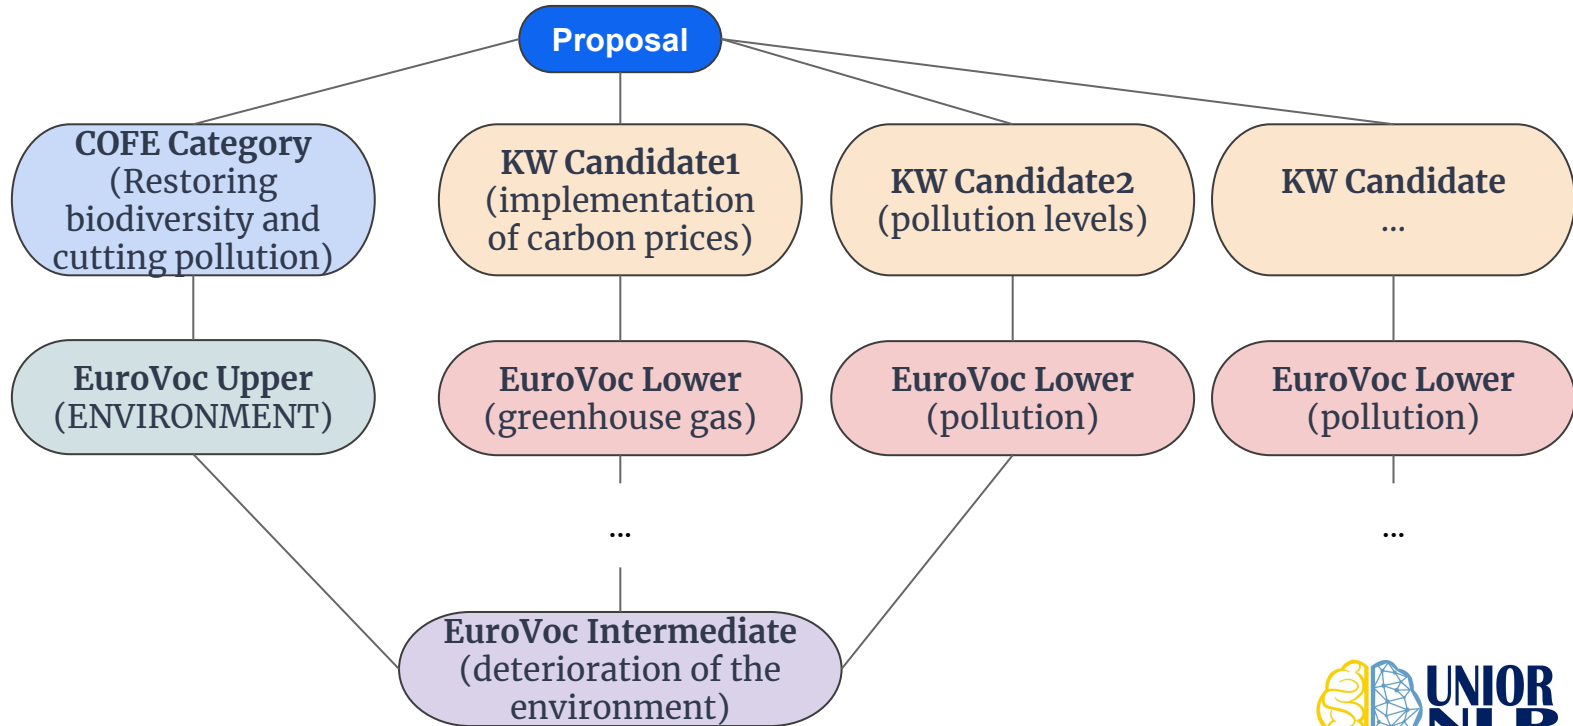 Proposal
COFE Category
(Restoring
biodiversity and
cutting pollution)
KW Candidate1
(implementation
of carbon prices)
KW Candidate2
(pollution levels)
KW Candidate
...
EuroVoc Upper
(ENVIRONMENT)
EuroVoc Lower
(greenhouse gas)
EuroVoc Lower
(pollution)
EuroVoc Lower
(pollution)
...
...
EuroVoc Intermediate
(deterioration of the
environment)
UNIOR
NLP